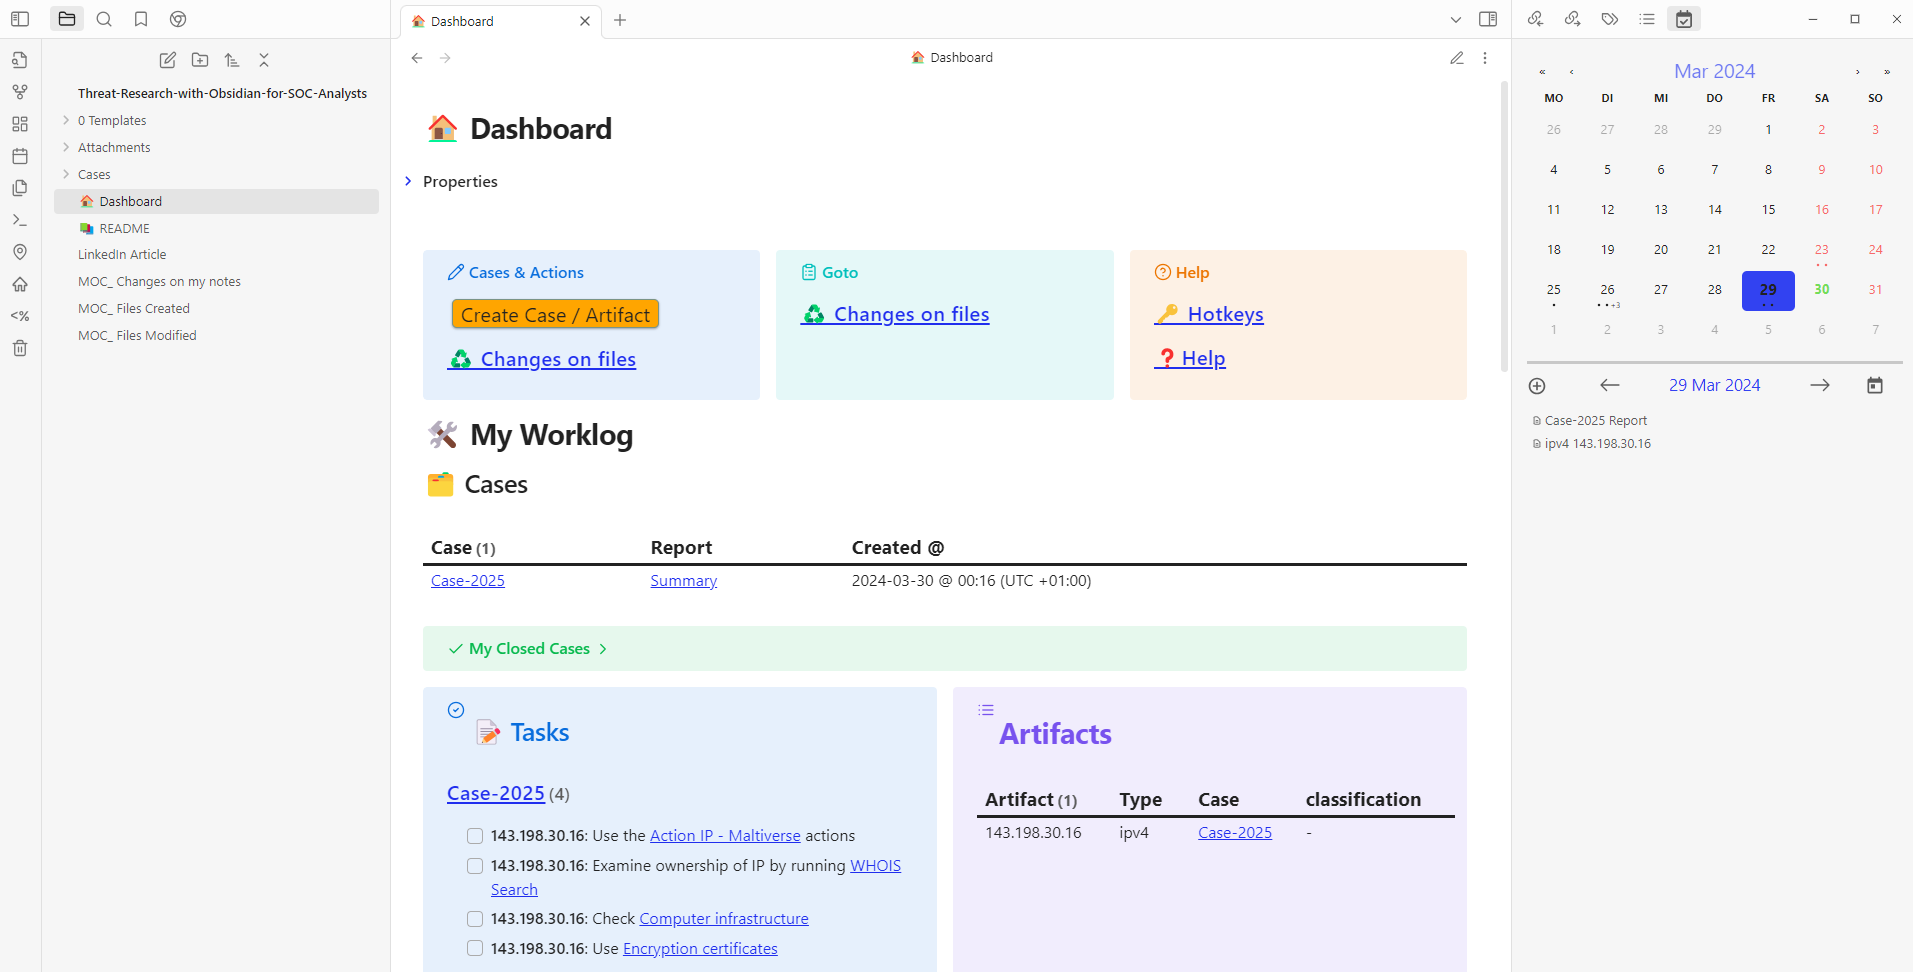 Dashboard
Threat-Research-with-Obsidian-for-SOC-Analysts
0 Templates
Attachments
Cases
Dashboard
README
LinkedIn Article
MOC_ Changes on my notes
MOC_ Files Created
MOC_ Files Modified
<%
Dashboard
Dashboard
Properties
Cases & Actions
Create Case / Artifact
Changes on files
Goto
Changes on files
Help
Hotkeys
Help
My Worklog
Cases
Case (1) Report Created @
Case-2025 Summary 2024-03-30 @ 00:16 (UTC +01:00)
My Closed Cases
Tasks
Case-2025 (4)
143.198.30.16: Use the Action IP - Maltiverse actions
143.198.30.16: Examine ownership of IP by running WHOIS
Search
143.198.30.16: Check Computer infrastructure
143.198.30.16: Use Encryption certificates
Artifacts
Artifact (1) Type Case classification
143.198.30.16 ipv4 Case-2025 -
« ‹ Mar 2024 › »
MO DI MI DO FR SA SO
26 27 28 29 1 2 3
4 5 6 7 8 9 10
11 12 13 14 15 16 17
18 19 20 21 22 23 24
25 26 27 28 29 30 31
+3
1 2 3 4 5 6 7
29 Mar 2024
Case-2025 Report
ipv4 143.198.30.16